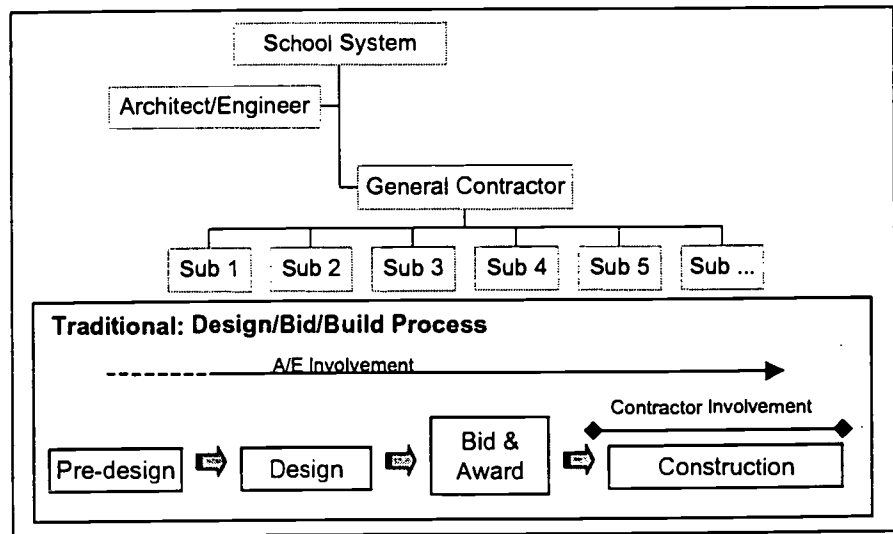 School System
Architect/Engineer
General Contractor
Sub 1 Sub 2 Sub 3 Sub 4 Sub 5 Sub ...
Traditional: Design/Bid/Build Process
A/E Involvement
Contractor Involvement
Pre-design
Design
Bid &
Award
Construction